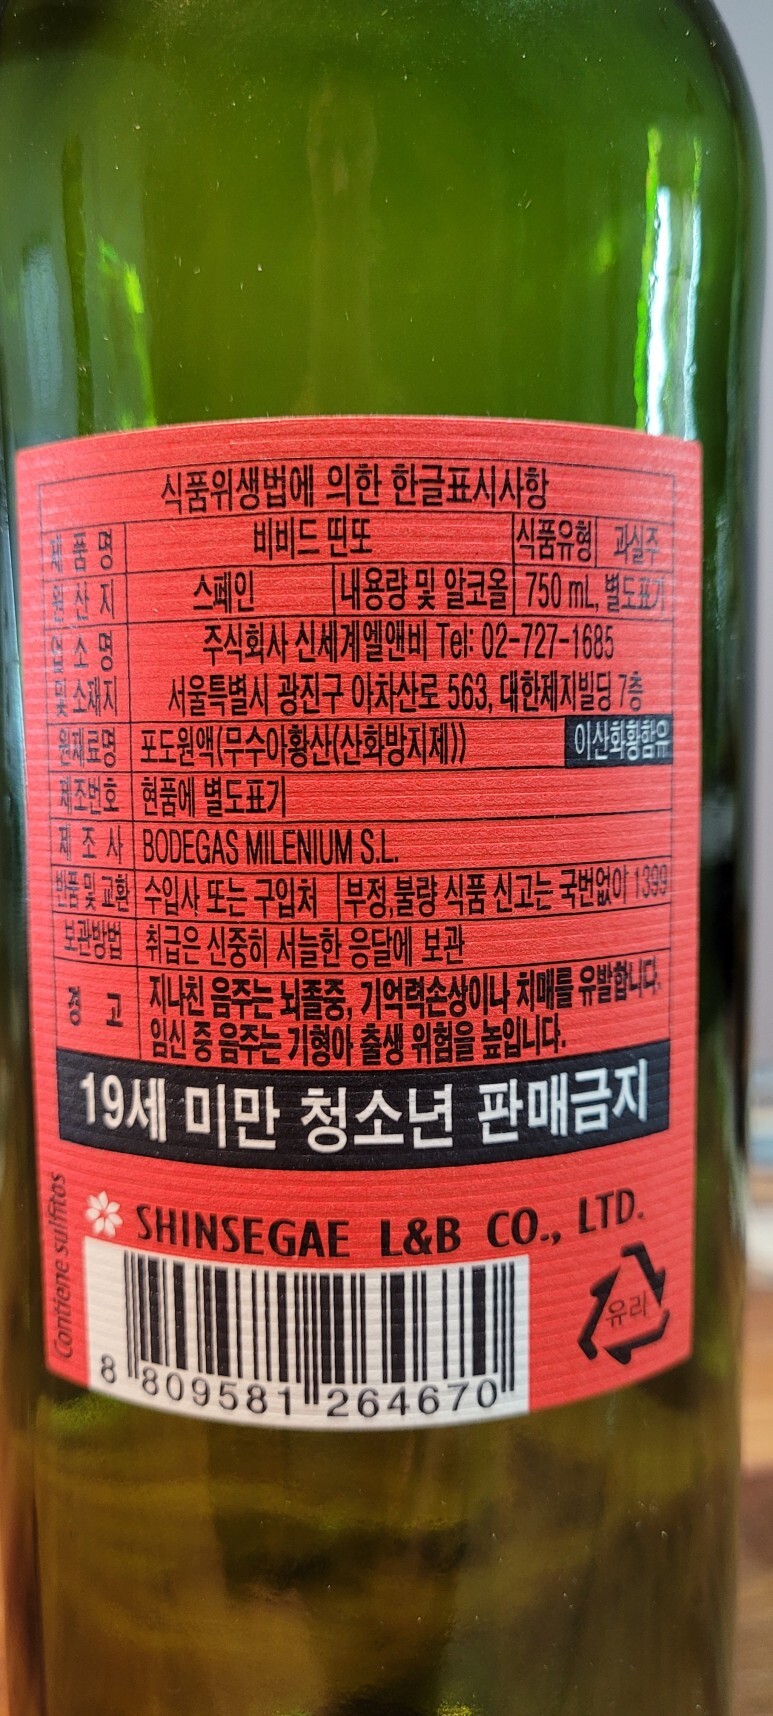 식품위생법에 의한 한글표시사항
제 품 명 비비드 띤또 식품유형 과실주
원 산 지 스페인 내용량 및 알코올 750 mL, 별도표기
업 소 명 주식회사 신세계엘앤비 Tel: 02-727-1685
및 소재지 서울특별시 광진구 아차산로 563, 대한제지빌딩 7층
원재료명 포도원액(무수아황산(산화방지제)) 이산화황함유
제조번호 현품에 별도표기
제 조 사 BODEGAS MILENIUM S.L.
반품 및 교환 수입사 또는 구입처 부정,불량 식품 신고는 국번없이 1399
보관방법 취급은 신중히 서늘한 응달에 보관
경 고 지나친 음주는 뇌졸중, 기억력손상이나 치매를 유발합니다.
임신 중 음주는 기형아 출생 위험을 높입니다.
19세 미만 청소년 판매금지
Contiene sulfitos
SHINSEGAE L&B CO., LTD.
유리
8 809581 264670